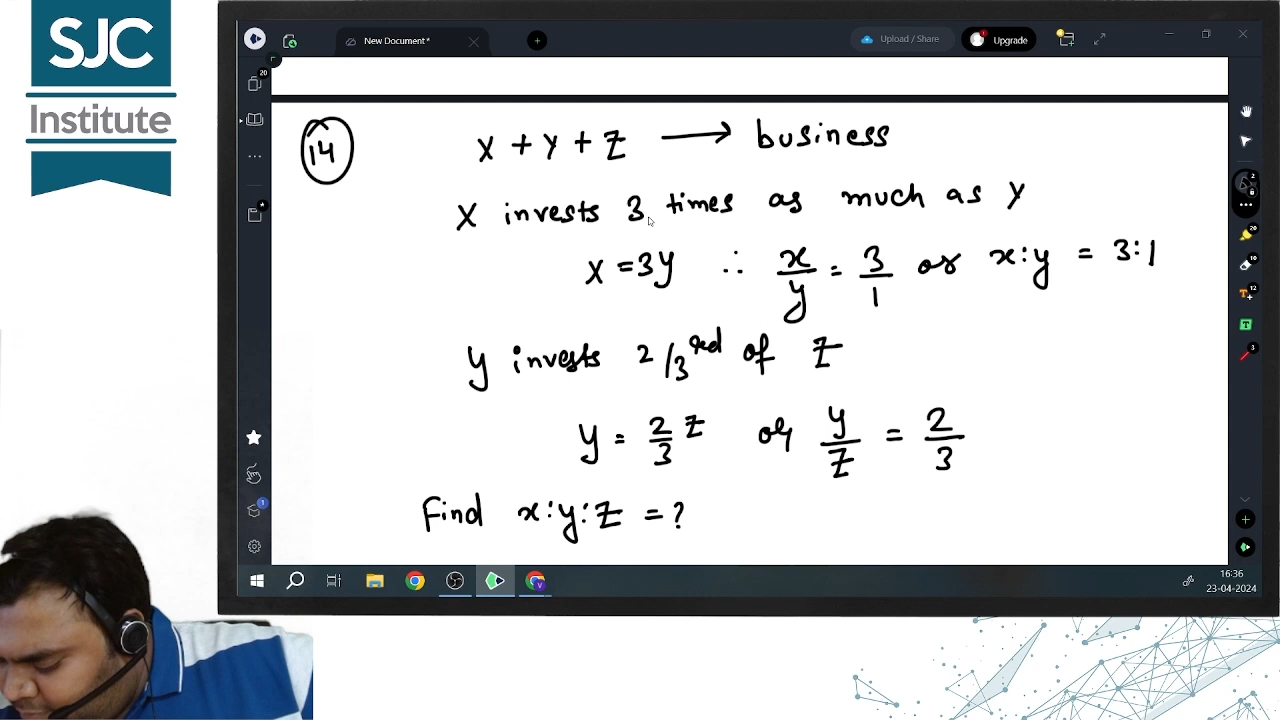 SJC
Institute
New Document*
Upload / Share
Upgrade
14
X + Y + Z → business
X invests 3 times as much as Y
X = 3Y ∴ x/y = 3/1 or x:y = 3:1
y invests 2/3rd of Z
y = 2/3 z or y/z = 2/3
Find x:y:z = ?
16:36
23-04-2024